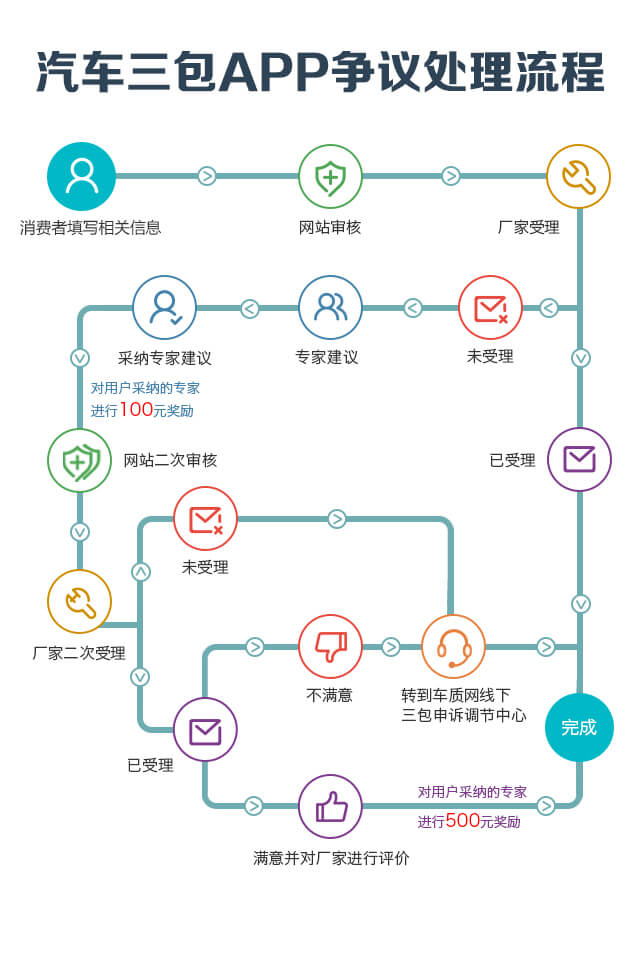 汽车三包APP争议处理流程
消费者填写相关信息
网站审核
厂家受理
采纳专家建议
专家建议
未受理
对用户采纳的专家
进行100元奖励
网站二次审核
已受理
未受理
厂家二次受理
不满意
转到车质网线下
三包申诉调节中心
完成
已受理
对用户采纳的专家
进行500元奖励
满意并对厂家进行评价